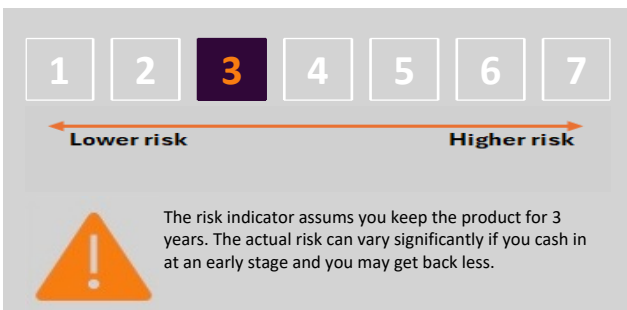 1 2 3 4 5 6 7
Lower risk Higher risk
The risk indicator assums you keep the product for 3
years. The actual risk can vary significantly if you cash in
at an early stage and you may get back less.